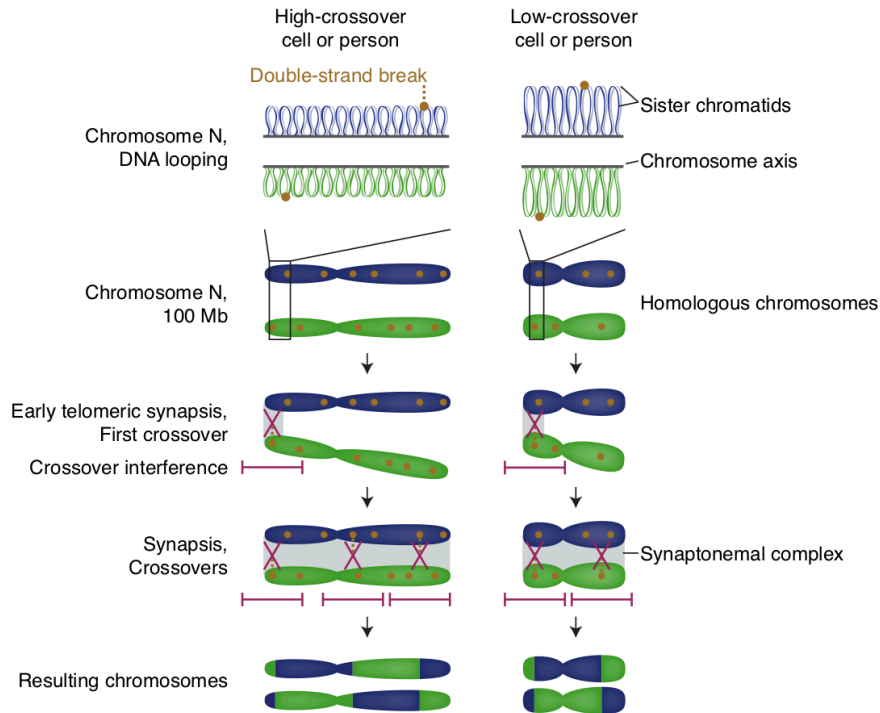 High-crossover
cell or person
Low-crossover
cell or person
Double-strand break
Sister chromatids
Chromosome N,
DNA looping
Chromosome axis
Chromosome N,
100 Mb
Homologous chromosomes
Early telomeric synapsis,
First crossover
Crossover interference
Synapsis,
Crossovers
Synaptonemal complex
Resulting chromosomes